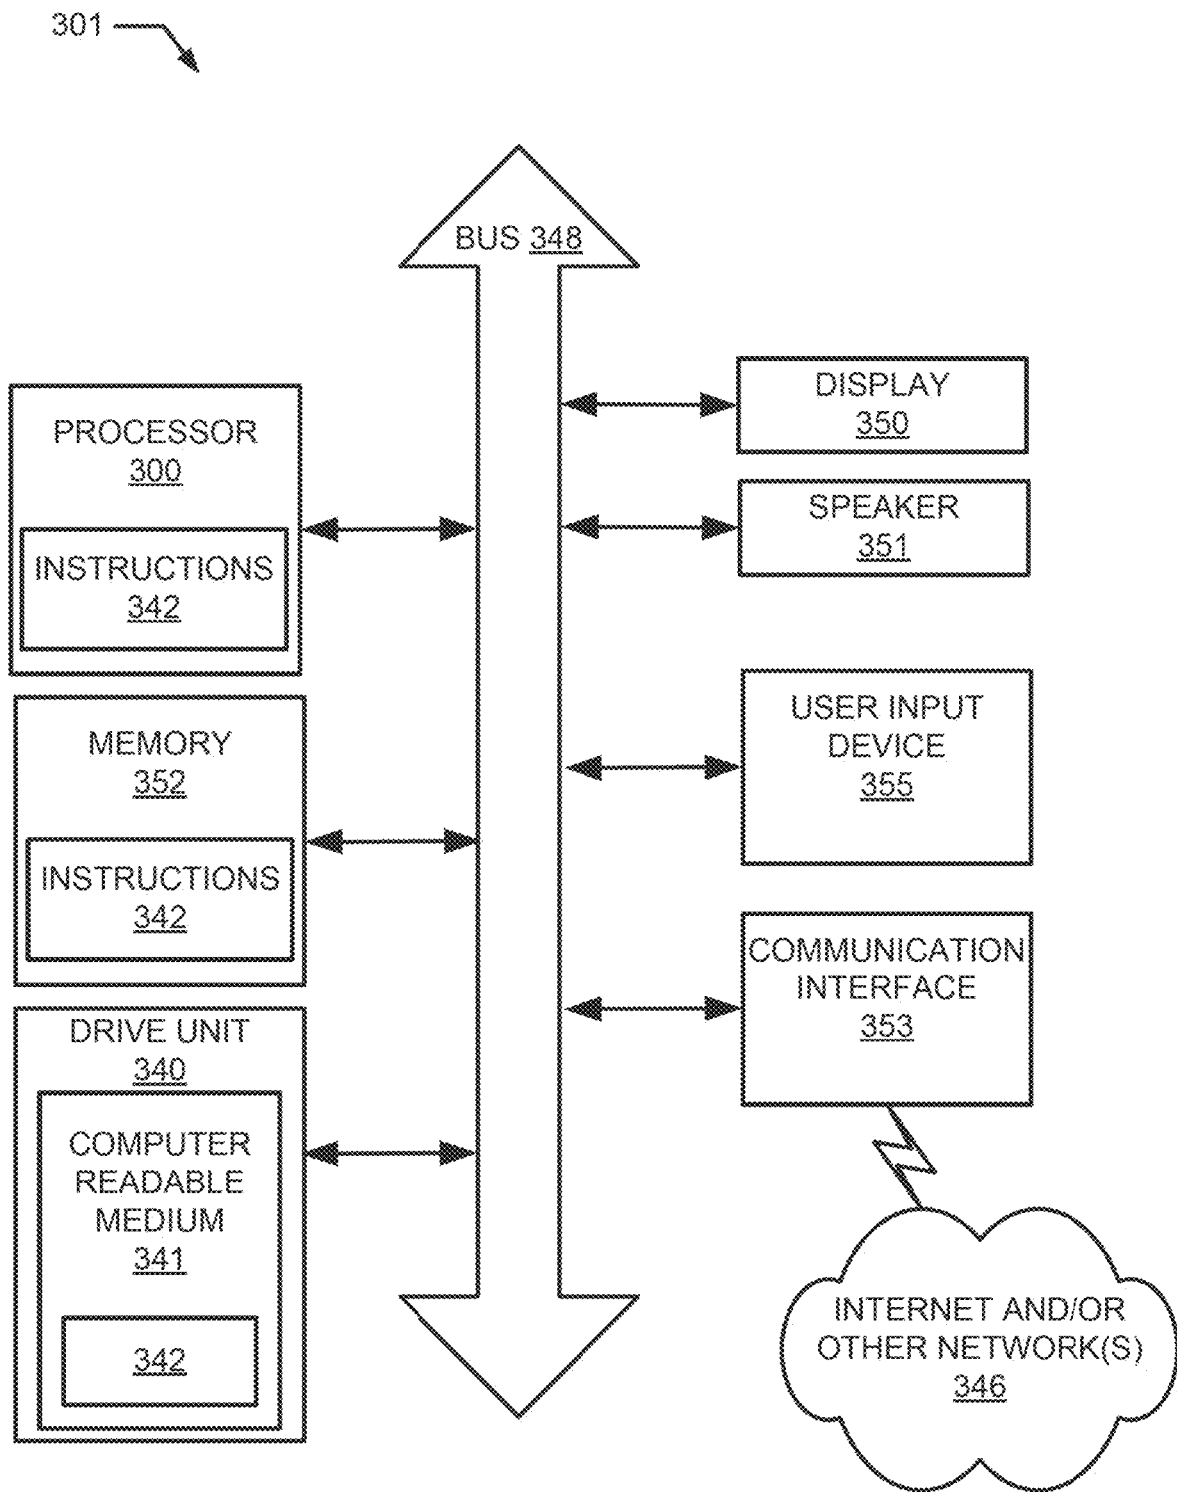 301
BUS 348
PROCESSOR
300
INSTRUCTIONS
342
MEMORY
352
INSTRUCTIONS
342
DRIVE UNIT
340
COMPUTER
READABLE
MEDIUM
341
342
DISPLAY
350
SPEAKER
351
USER INPUT
DEVICE
355
COMMUNICATION
INTERFACE
353
INTERNET AND/OR
OTHER NETWORK(S)
346